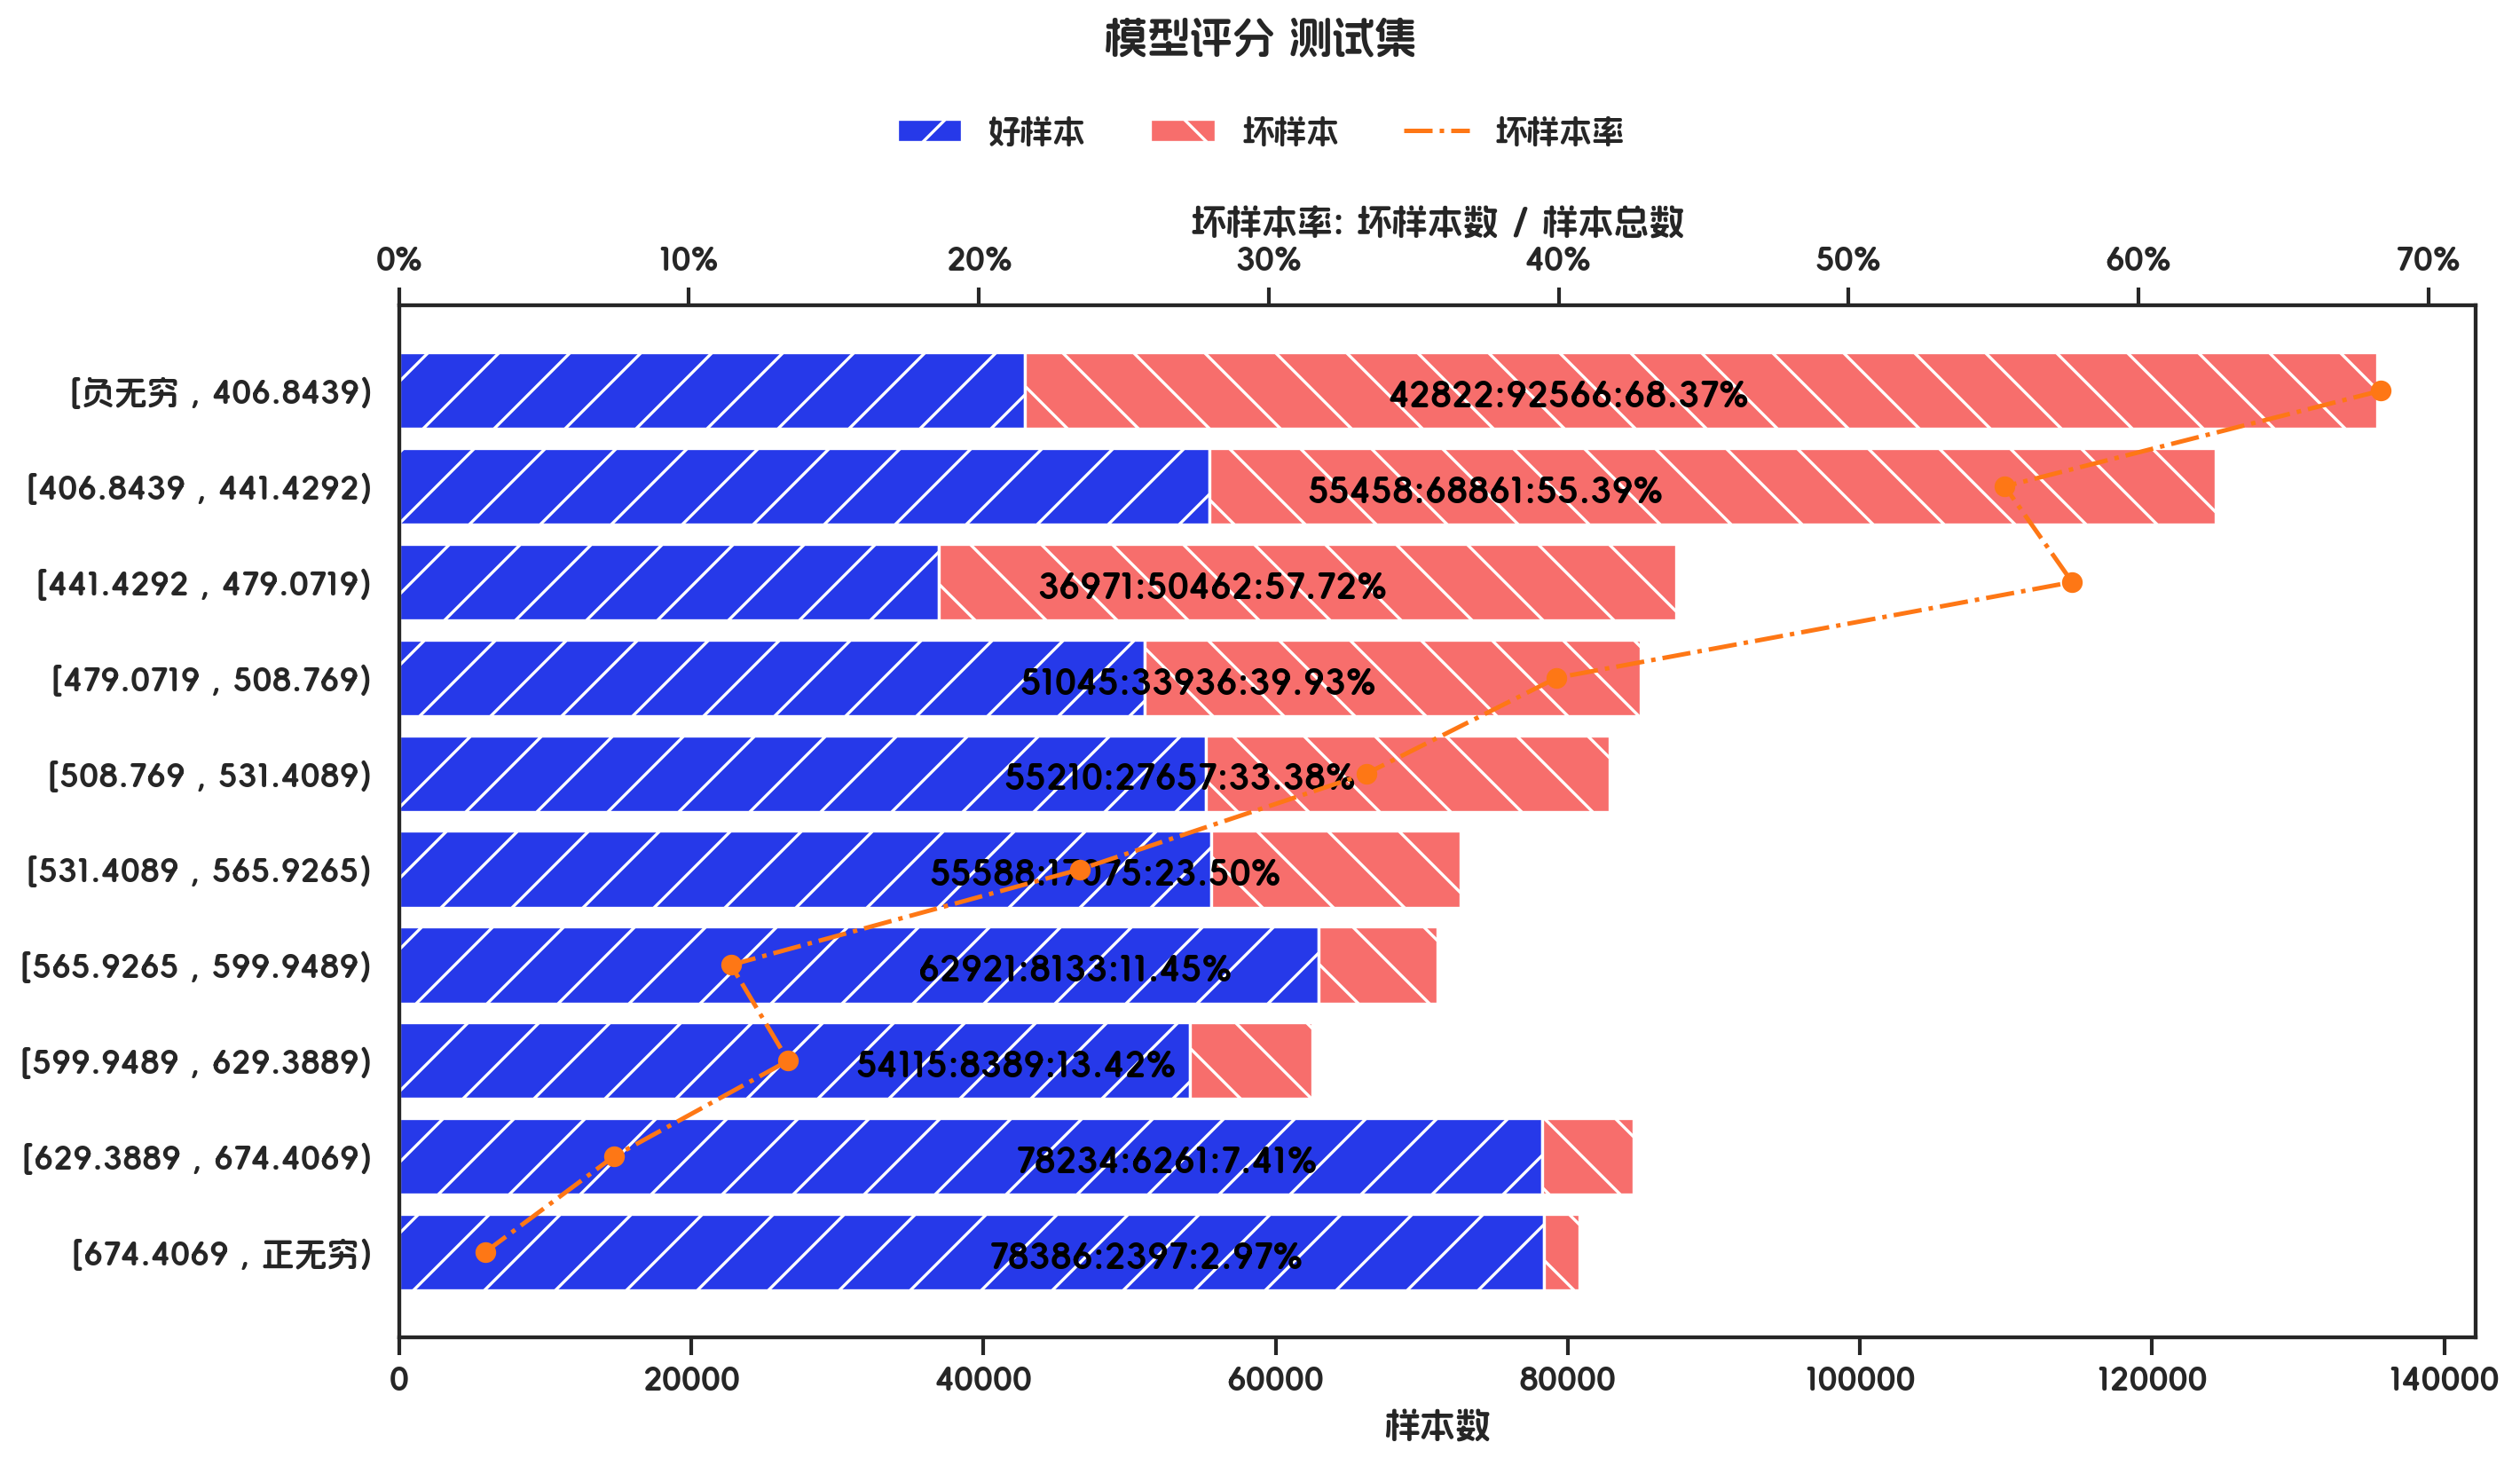 模型评分 测试集
好样本 坏样本 坏样本率
坏样本率: 坏样本数 / 样本总数
0% 10% 20% 30% 40% 50% 60% 70%
[负无穷 , 406.8439) 42822:92566:68.37%
[406.8439 , 441.4292) 55458:68861:55.39%
[441.4292 , 479.0719) 36971:50462:57.72%
[479.0719 , 508.769) 51045:33936:39.93%
[508.769 , 531.4089) 55210:27657:33.38%
[531.4089 , 565.9265) 55588:17075:23.50%
[565.9265 , 599.9489) 62921:8133:11.45%
[599.9489 , 629.3889) 54115:8389:13.42%
[629.3889 , 674.4069) 78234:6261:7.41%
[674.4069 , 正无穷) 78386:2397:2.97%
0 20000 40000 60000 80000 100000 120000 140000
样本数